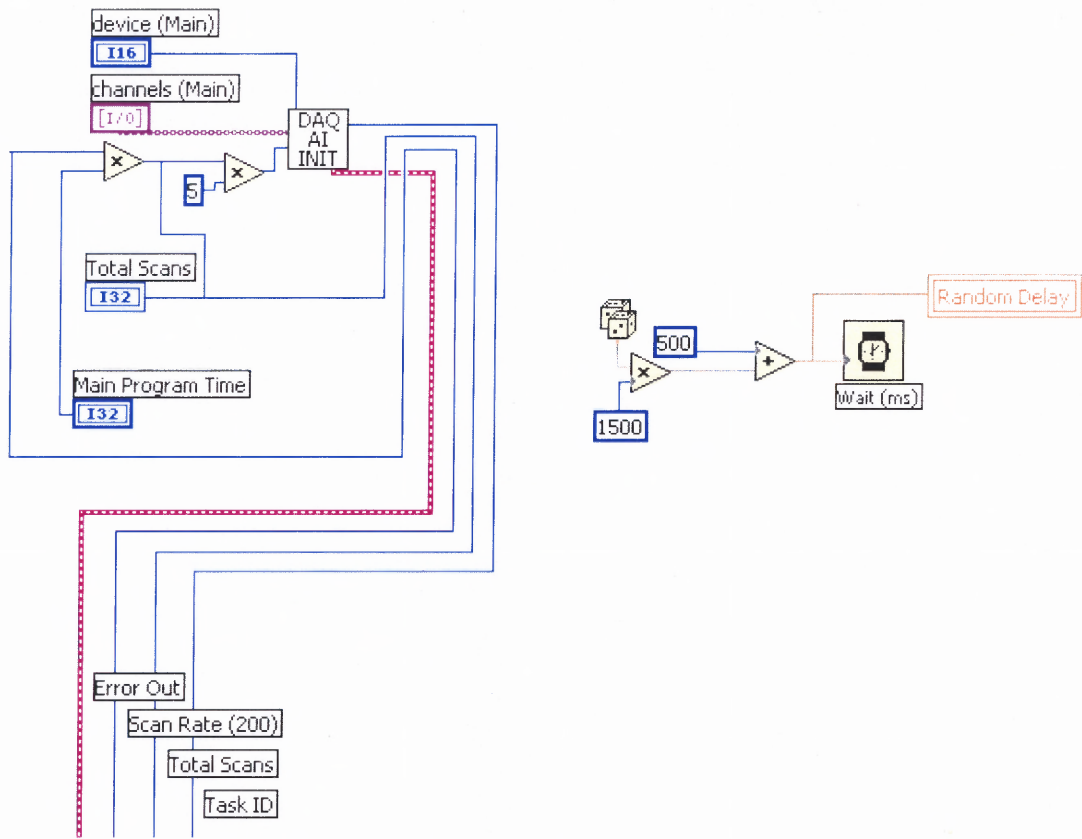 device (Main)
I16
channels (Main)
[I/0]
DAQ
AI
INIT
×
×
5
Total Scans
I32
Main Program Time
I32
Random Delay
500
×
+
1500
Wait (ms)
Error Out
Scan Rate (200)
Total Scans
Task ID